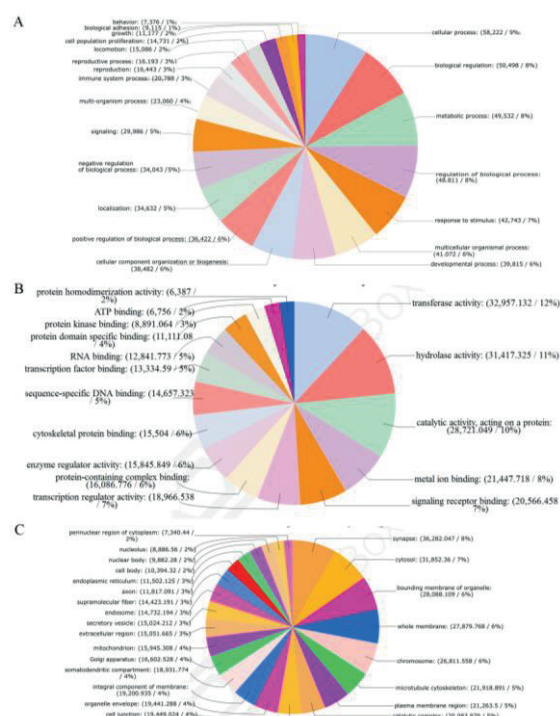 A
behavior: (7,376 / 1%:
biological adhesion: (9,115 / 1%:
growth: (11,177 / 2%:
cell population proliferation: (14,731 / 2%:
locomotion: (15,086 / 2%:
reproductive process: (16,193 / 3%:
reproduction: (16,443 / 3%:
immune system process: (20,788 / 3%:
multi-organism process: (23,060 / 4%:
signaling: (29,986 / 5%:
negative regulation
of biological process: (34,043 / 5%:
localization: (34,632 / 5%:
positive regulation of biological process: (36,422 / 6%:
cellular component organization or biogenesis:
(38,482 / 6%:
cellular process: (58,222 / 9%:
biological regulation: (50,498 / 8%:
metabolic process: (49,532 / 8%:
regulation of biological process:
(48,811 / 8%:
response to stimulus: (42,743 / 7%:
multicellular organismal process:
(41,072 / 6%:
developmental process: (39,815 / 6%:
B
protein homodimerization activity: (6,387 /
2%)
ATP binding: (6,756 / 2%)
protein kinase binding: (8,891.064 / 3%)
protein domain specific binding: (11,111.08
/ 4%)
RNA binding: (12,841.773 / 5%)
transcription factor binding: (13,334.59 / 5%)
sequence-specific DNA binding: (14,657.323
/ 5%)
cytoskeletal protein binding: (15,504 / 6%)
enzyme regulator activity: (15,845.849 / 6%)
protein-containing complex binding:
(16,086.776 / 6%)
transcription regulator activity: (18,966.538
/ 7%)
transferase activity: (32,957.132 / 12%)
hydrolase activity: (31,417.325 / 11%)
catalytic activity, acting on a protein:
(28,721.049 / 10%)
metal ion binding: (21,447.718 / 8%)
signaling receptor binding: (20,566.458
7%)
C
perinuclear region of cytoplasm: (7,340.44 /
2%)
nucleolus: (8,886.56 / 2%)
nuclear body: (9,882.28 / 2%)
cell body: (10,394.32 / 2%)
endoplasmic reticulum: (11,502.125 / 3%)
axon: (11,817.091 / 3%)
supramolecular fiber: (14,423.191 / 3%)
endosome: (14,732.194 / 3%)
secretory vesicle: (15,024.212 / 3%)
extracellular region: (15,051.665 / 3%)
mitochondrion: (15,945.308 / 4%)
Golgi apparatus: (16,602.528 / 4%)
somatodendritic compartment: (18,931.774
/ 4%)
integral component of membrane:
(19,200.935 / 4%)
organelle envelope: (19,441.288 / 4%)
cell junction: (19,449.024 / 4%)
synapse: (36,282.047 / 8%)
cytosol: (31,852.36 / 7%)
bounding membrane of organelle:
(28,088.109 / 6%)
whole membrane: (27,879.768 / 6%)
chromosome: (26,811.558 / 6%)
microtubule cytoskeleton: (21,918.891 / 5%)
plasma membrane region: (21,263.5 / 5%)